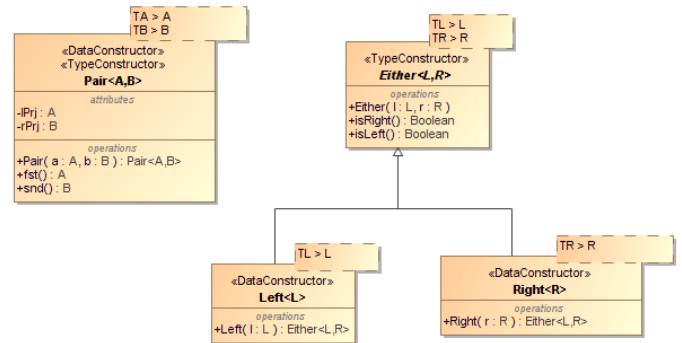 TA > A
TB > B
«DataConstructor»
«TypeConstructor»
Pair<A,B>
attributes
-lPrj : A
-rPrj : B
operations
+Pair( a : A, b : B ) : Pair<A,B>
+fst() : A
+snd() : B
TL > L
TR > R
«TypeConstructor»
Either<L,R>
operations
+Either( l : L, r : R )
+isRight() : Boolean
+isLeft() : Boolean
TL > L
«DataConstructor»
Left<L>
operations
+Left( l : L ) : Either<L,R>
TR > R
«DataConstructor»
Right<R>
operations
+Right( r : R ) : Either<L,R>